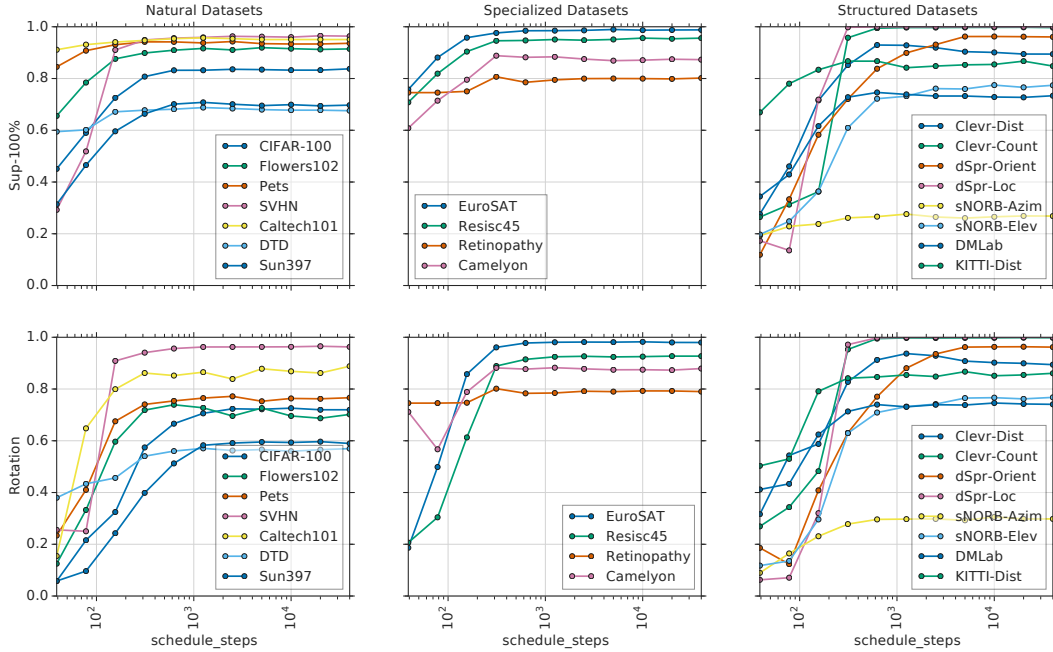 Natural Datasets
Specialized Datasets
Structured Datasets
Sup-100%
1.0
0.8
0.6
0.4
0.2
0.0
CIFAR-100
Flowers102
Pets
SVHN
Caltech101
DTD
Sun397
EuroSAT
Resisc45
Retinopathy
Camelyon
Clevr-Dist
Clevr-Count
dSpr-Orient
dSpr-Loc
sNORB-Azim
sNORB-Elev
DMLab
KITTI-Dist
Rotation
1.0
0.8
0.6
0.4
0.2
0.0
CIFAR-100
Flowers102
Pets
SVHN
Caltech101
DTD
Sun397
EuroSAT
Resisc45
Retinopathy
Camelyon
Clevr-Dist
Clevr-Count
dSpr-Orient
dSpr-Loc
sNORB-Azim
sNORB-Elev
DMLab
KITTI-Dist
10²
10³
10⁴
10²
10³
10⁴
10²
10³
10⁴
schedule_steps
schedule_steps
schedule_steps